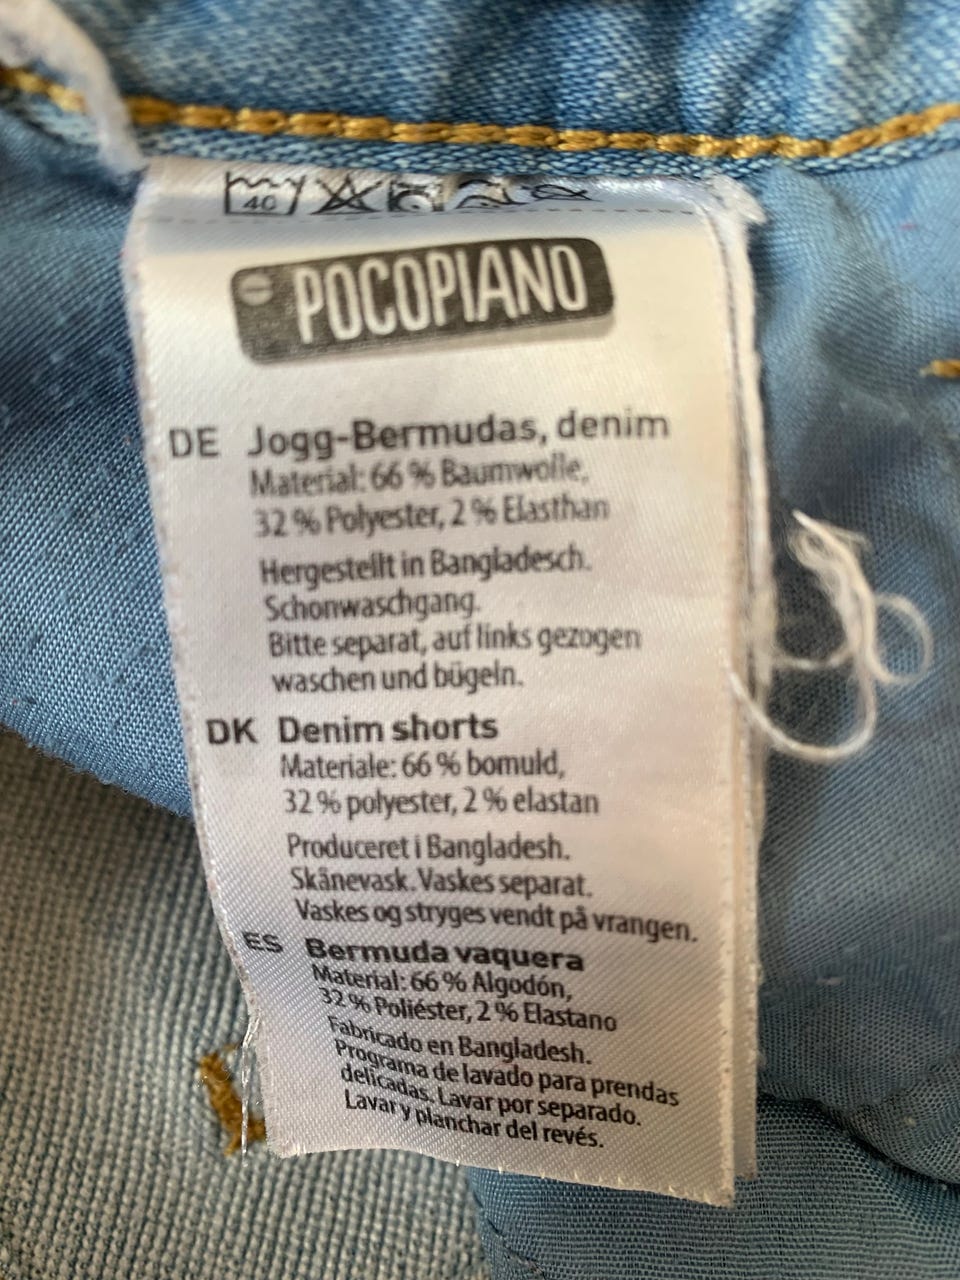 40
POCOPIANO
DE Jogg-Bermudas, denim
Material: 66 % Baumwolle,
32 % Polyester, 2 % Elasthan
Hergestellt in Bangladesch.
Schonwaschgang.
Bitte separat, auf links gezogen
waschen und bügeln.
DK Denim shorts
Materiale: 66 % bomuld,
32 % polyester, 2 % elastan
Produceret i Bangladesh.
Skånevask. Vaskes separat.
Vaskes og stryges vendt på vrangen.
ES Bermuda vaquera
Material: 66 % Algodón,
32 % Poliéster, 2 % Elastano
Fabricado en Bangladesh.
Programa de lavado para prendas
delicadas. Lavar por separado.
Lavar y planchar del revés.